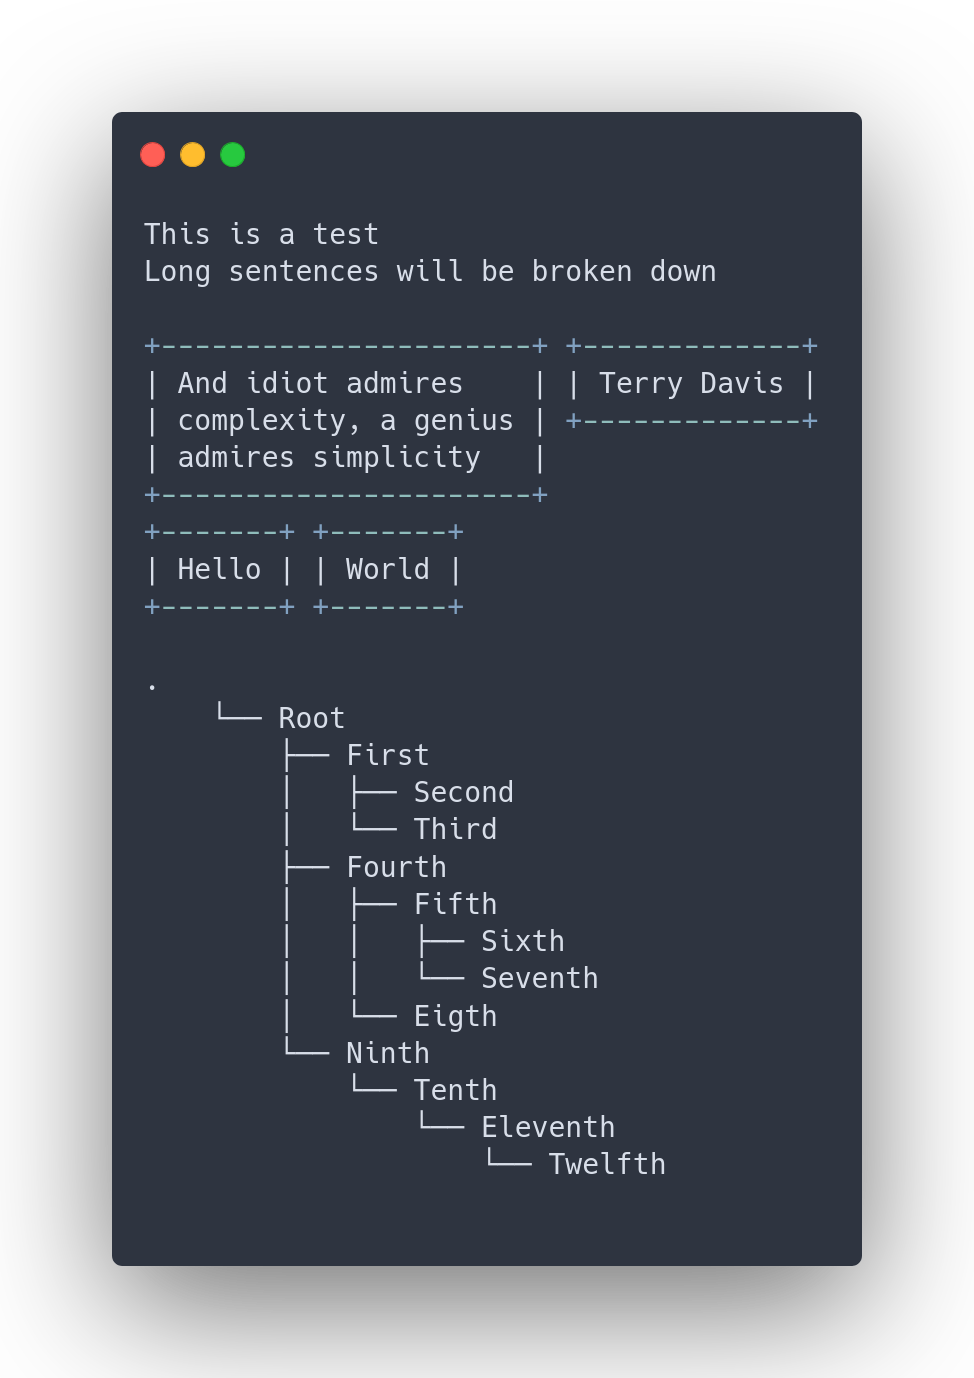 This is a test
Long sentences will be broken down

+----------------------+ +-------------+
| And idiot admires    | | Terry Davis |
| complexity, a genius | +-------------+
| admires simplicity   |
+----------------------+
+-------+ +-------+
| Hello | | World |
+-------+ +-------+

.
    └── Root
        ├── First
        │   ├── Second
        │   └── Third
        ├── Fourth
        │   ├── Fifth
        │   │   ├── Sixth
        │   │   └── Seventh
        │   └── Eigth
        └── Ninth
            └── Tenth
                └── Eleventh
                    └── Twelfth